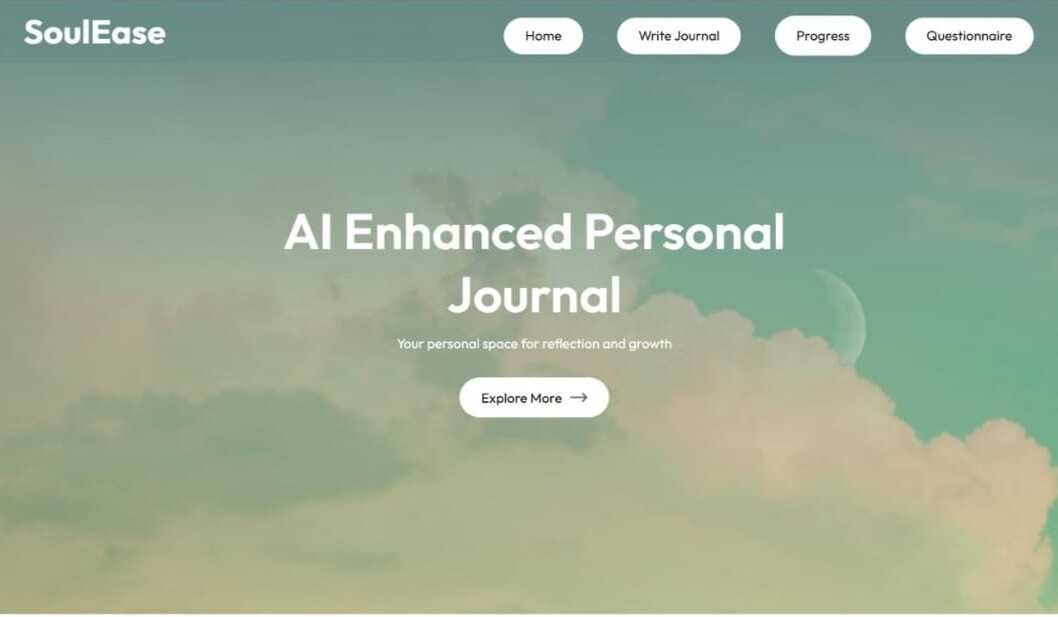 SoulEase
Home
Write Journal
Progress
Questionnaire
AI Enhanced Personal
Journal
Your personal space for reflection and growth
Explore More →